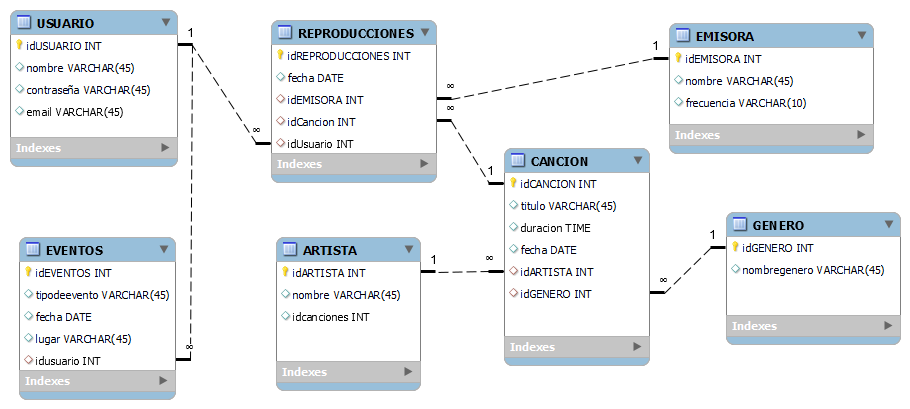 USUARIO
idUSUARIO INT
nombre VARCHAR(45)
contraseña VARCHAR(45)
email VARCHAR(45)
Indexes
1
∞
∞
REPRODUCCIONES
idREPRODUCCIONES INT
fecha DATE
idEMISORA INT
idCancion INT
idUsuario INT
Indexes
∞
∞
1
1
EMISORA
idEMISORA INT
nombre VARCHAR(45)
frecuencia VARCHAR(10)
Indexes
CANCION
idCANCION INT
titulo VARCHAR(45)
duracion TIME
fecha DATE
idARTISTA INT
idGENERO INT
Indexes
∞
1
GENERO
idGENERO INT
nombregenero VARCHAR(45)
Indexes
EVENTOS
idEVENTOS INT
tipodeevento VARCHAR(45)
fecha DATE
lugar VARCHAR(45)
idusuario INT
Indexes
ARTISTA
idARTISTA INT
nombre VARCHAR(45)
idcanciones INT
Indexes
1
∞